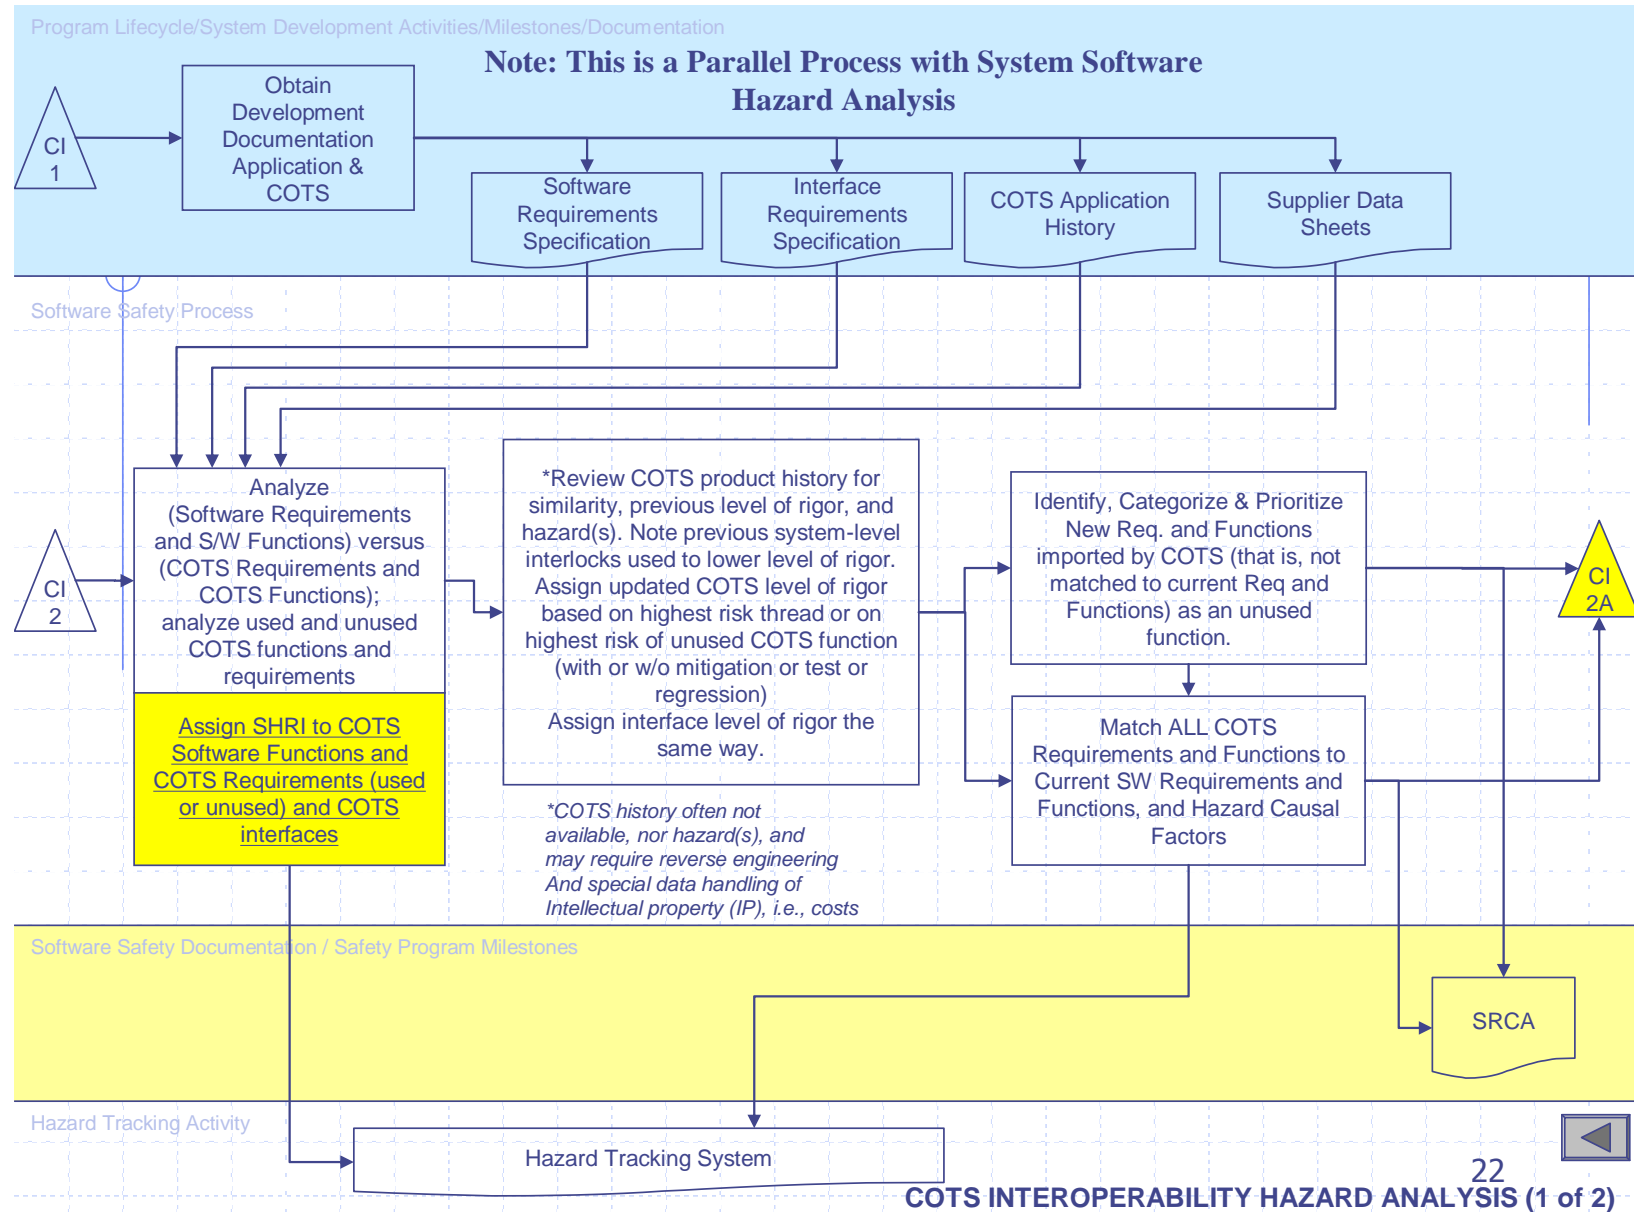 Program Lifecycle/System Development Activities/Milestones/Documentation
Note: This is a Parallel Process with System Software
Hazard Analysis
CI
1
Obtain
Development
Documentation
Application &
COTS
Software
Requirements
Specification
Interface
Requirements
Specification
COTS Application
History
Supplier Data
Sheets
Software Safety Process
CI
2
Analyze
(Software Requirements
and S/W Functions) versus
(COTS Requirements and
COTS Functions);
analyze used and unused
COTS functions and
requirements
Assign SHRI to COTS
Software Functions and
COTS Requirements (used
or unused) and COTS
interfaces
*Review COTS product history for
similarity, previous level of rigor, and
hazard(s). Note previous system-level
interlocks used to lower level of rigor.
Assign updated COTS level of rigor
based on highest risk thread or on
highest risk of unused COTS function
(with or w/o mitigation or test or
regression)
Assign interface level of rigor the
same way.
*COTS history often not
available, nor hazard(s), and
may require reverse engineering
And special data handling of
Intellectual property (IP), i.e., costs
Identify, Categorize & Prioritize
New Req. and Functions
imported by COTS (that is, not
matched to current Req and
Functions) as an unused
function.
Match ALL COTS
Requirements and Functions to
Current SW Requirements and
Functions, and Hazard Causal
Factors
CI
2A
Software Safety Documentation / Safety Program Milestones
SRCA
Hazard Tracking Activity
Hazard Tracking System
22
COTS INTEROPERABILITY HAZARD ANALYSIS (1 of 2)